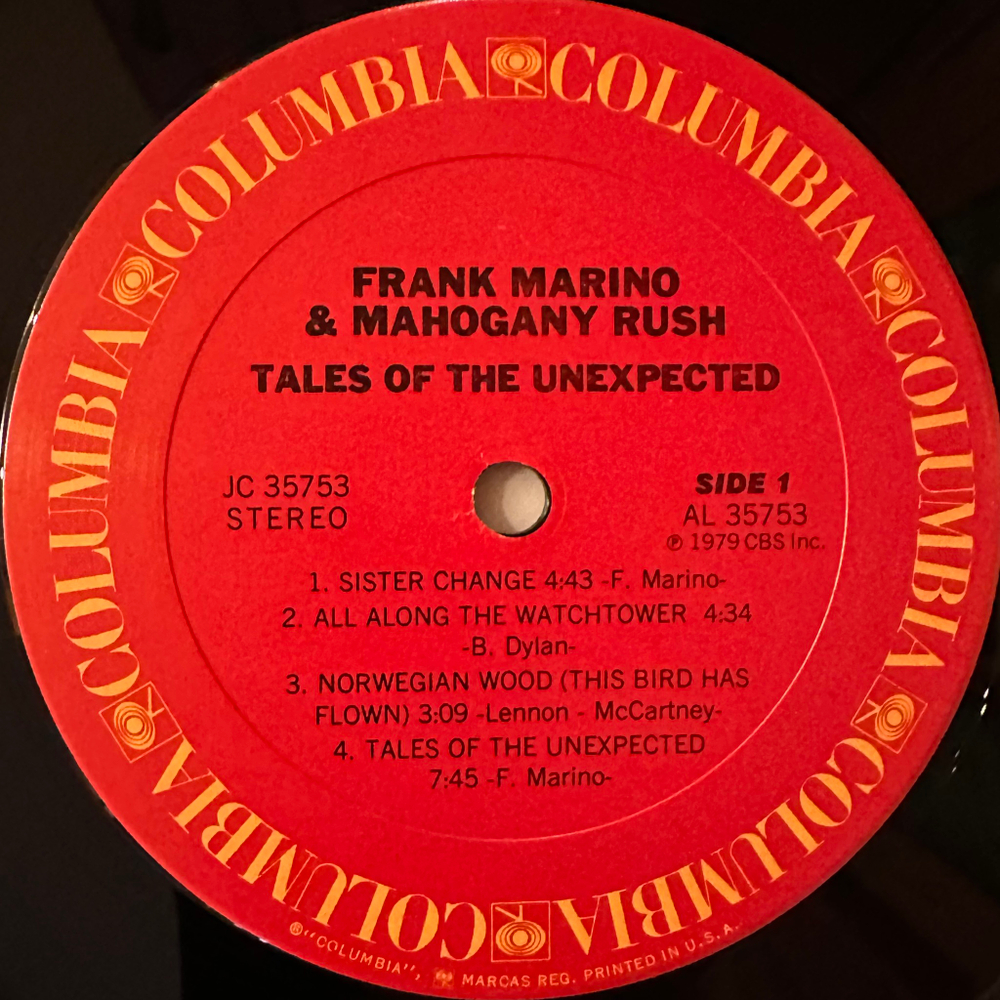 COLUMBIA COLUMBIA COLUMBIA COLUMBIA COLUMBIA COLUMBIA
FRANK MARINO
& MAHOGANY RUSH
TALES OF THE UNEXPECTED
JC 35753
STEREO
SIDE 1
AL 35753
℗ 1979 CBS Inc.
1. SISTER CHANGE 4:43 -F. Marino-
2. ALL ALONG THE WATCHTOWER 4:34
-B. Dylan-
3. NORWEGIAN WOOD (THIS BIRD HAS
FLOWN) 3:09 -Lennon - McCartney-
4. TALES OF THE UNEXPECTED
7:45 -F. Marino-
®"COLUMBIA", MARCAS REG. PRINTED IN U.S.A.